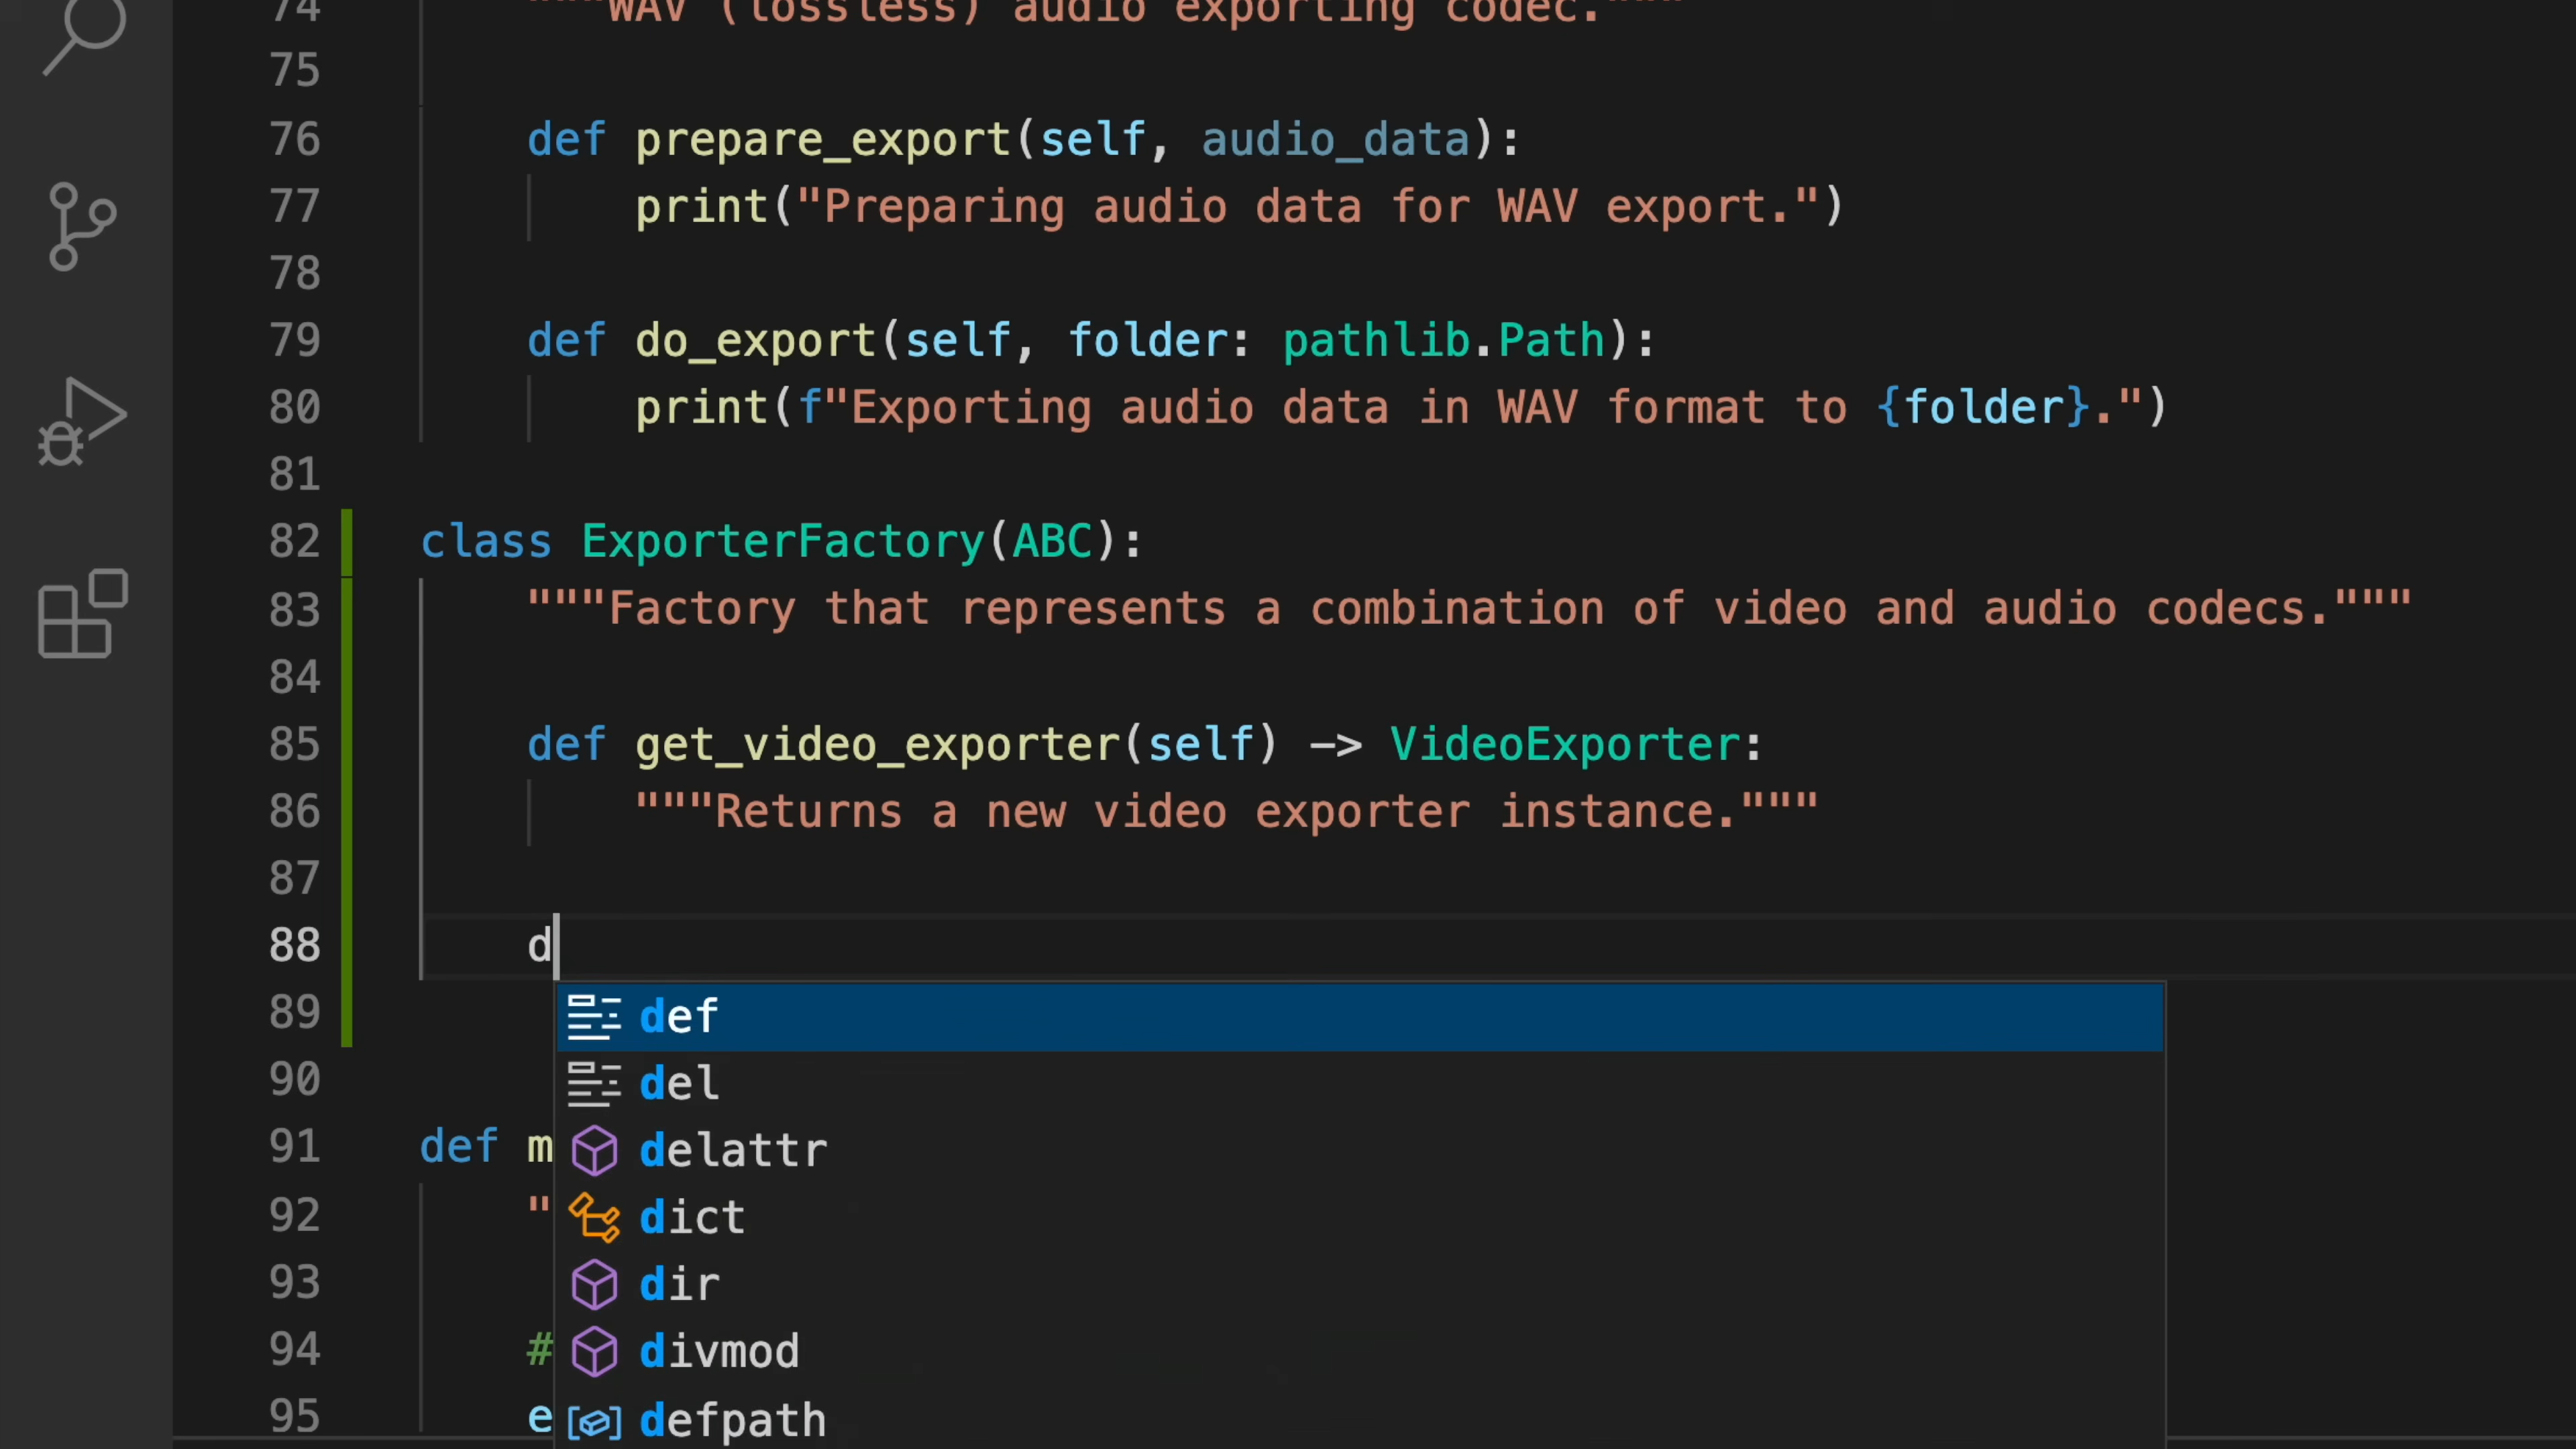 74 """WAV (lossless) audio exporting codec."""
75
76 def prepare_export(self, audio_data):
77 print("Preparing audio data for WAV export.")
78
79 def do_export(self, folder: pathlib.Path):
80 print(f"Exporting audio data in WAV format to {folder}.")
81
82 class ExporterFactory(ABC):
83 """Factory that represents a combination of video and audio codecs."""
84
85 def get_video_exporter(self) -> VideoExporter:
86 """Returns a new video exporter instance."""
87
88 d
89 def
90 del
91 def m delattr
92 " dict
93 dir
94 # divmod
95 e defpath